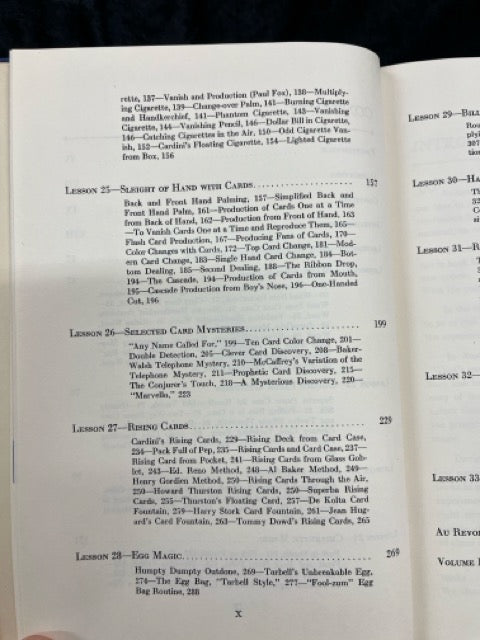 rette, 137—Vanish and Production (Paul Fox), 138—Multiply-
ing Cigarette, 139—Change-over Palm, 141—Burning Cigarette
and Handkerchief, 141—Phantom Cigarette, 143—Vanishing
Cigarette, 144—Vanishing Pencil, 146—Dollar Bill in Cigarette,
146—Catching Cigarettes in the Air, 150—Odd Cigarette Van-
ish, 152—Cardini's Floating Cigarette, 154—Lighted Cigarette
from Box, 156
LESSON 25—SLEIGHT OF HAND WITH CARDS 157
Back and Front Hand Palming, 157—Simplified Back and
Front Hand Palm, 161—Production of Cards One at a Time
from Back of Hand, 162—Production from Front of Hand, 163
—To Vanish Cards One at a Time and Reproduce Them, 165—
Flash Card Production, 167—Producing Fans of Cards, 170—
Color Changes with Cards, 172—Top Card Change, 181—Mod-
ern Card Change, 183—Single Hand Card Change, 184—Bot-
tom Dealing, 185—Second Dealing, 188—The Ribbon Drop,
194—The Cascade, 194—Production of Cards from Mouth,
195—Cascade Production from Boy's Nose, 196—One-Handed
Cut, 196
LESSON 26—SELECTED CARD MYSTERIES 199
"Any Name Called For," 199—Ten Card Color Change, 201—
Double Detection, 205—Clever Card Discovery, 208—Baker-
Walsh Telephone Mystery, 210—McCaffrey's Variation of the
Telephone Mystery, 211—Prophetic Card Discovery, 215—
The Conjuror's Touch, 218—A Mysterious Discovery, 220—
"Marvello," 223
LESSON 27—RISING CARDS 229
Cardini's Rising Cards, 229—Rising Deck from Card Case,
234—Pack Full of Pep, 235—Rising Cards and Card Case, 237—
Rising Card from Pocket, 241—Rising Cards from Glass Gob-
let, 243—Ed. Reno Method, 248—Al Baker Method, 249—
Henry Gordien Method, 250—Rising Cards Through the Air,
250—Howard Thurston Rising Cards, 250—Superba Rising
Cards, 255—Thurston's Floating Card, 257—De Kolta Card
Fountain, 259—Harry Stork Card Fountain, 261—Jean Hug-
ard's Card Fountain, 263—Tommy Dowd's Rising Cards, 265
LESSON 28—EGG MAGIC 269
Humpty Dumpty Outdone, 269—Tarbell's Unbreakable Egg,
274—The Egg Bag, "Tarbell Style," 277—"Fool-zum" Egg
Bag Routine, 288
X
LESSON 29—BILL
307
LESSON 30—HA
LESSON 31—R
LESSON 32—
LESSON 33
AU REVO
VOLUME